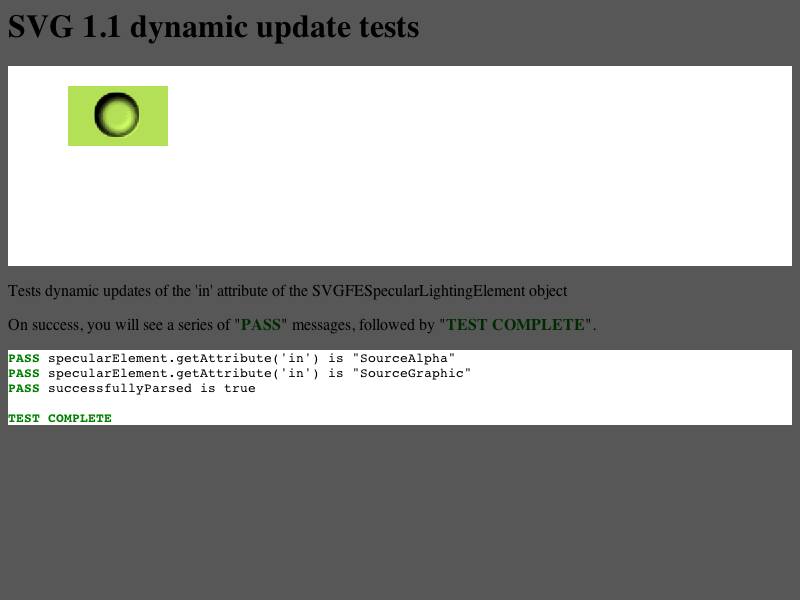 SVG 1.1 dynamic update tests
Tests dynamic updates of the 'in' attribute of the SVGFESpecularLightingElement object
On success, you will see a series of "PASS" messages, followed by "TEST COMPLETE".
PASS specularElement.getAttribute('in') is "SourceAlpha"
PASS specularElement.getAttribute('in') is "SourceGraphic"
PASS successfullyParsed is true
TEST COMPLETE